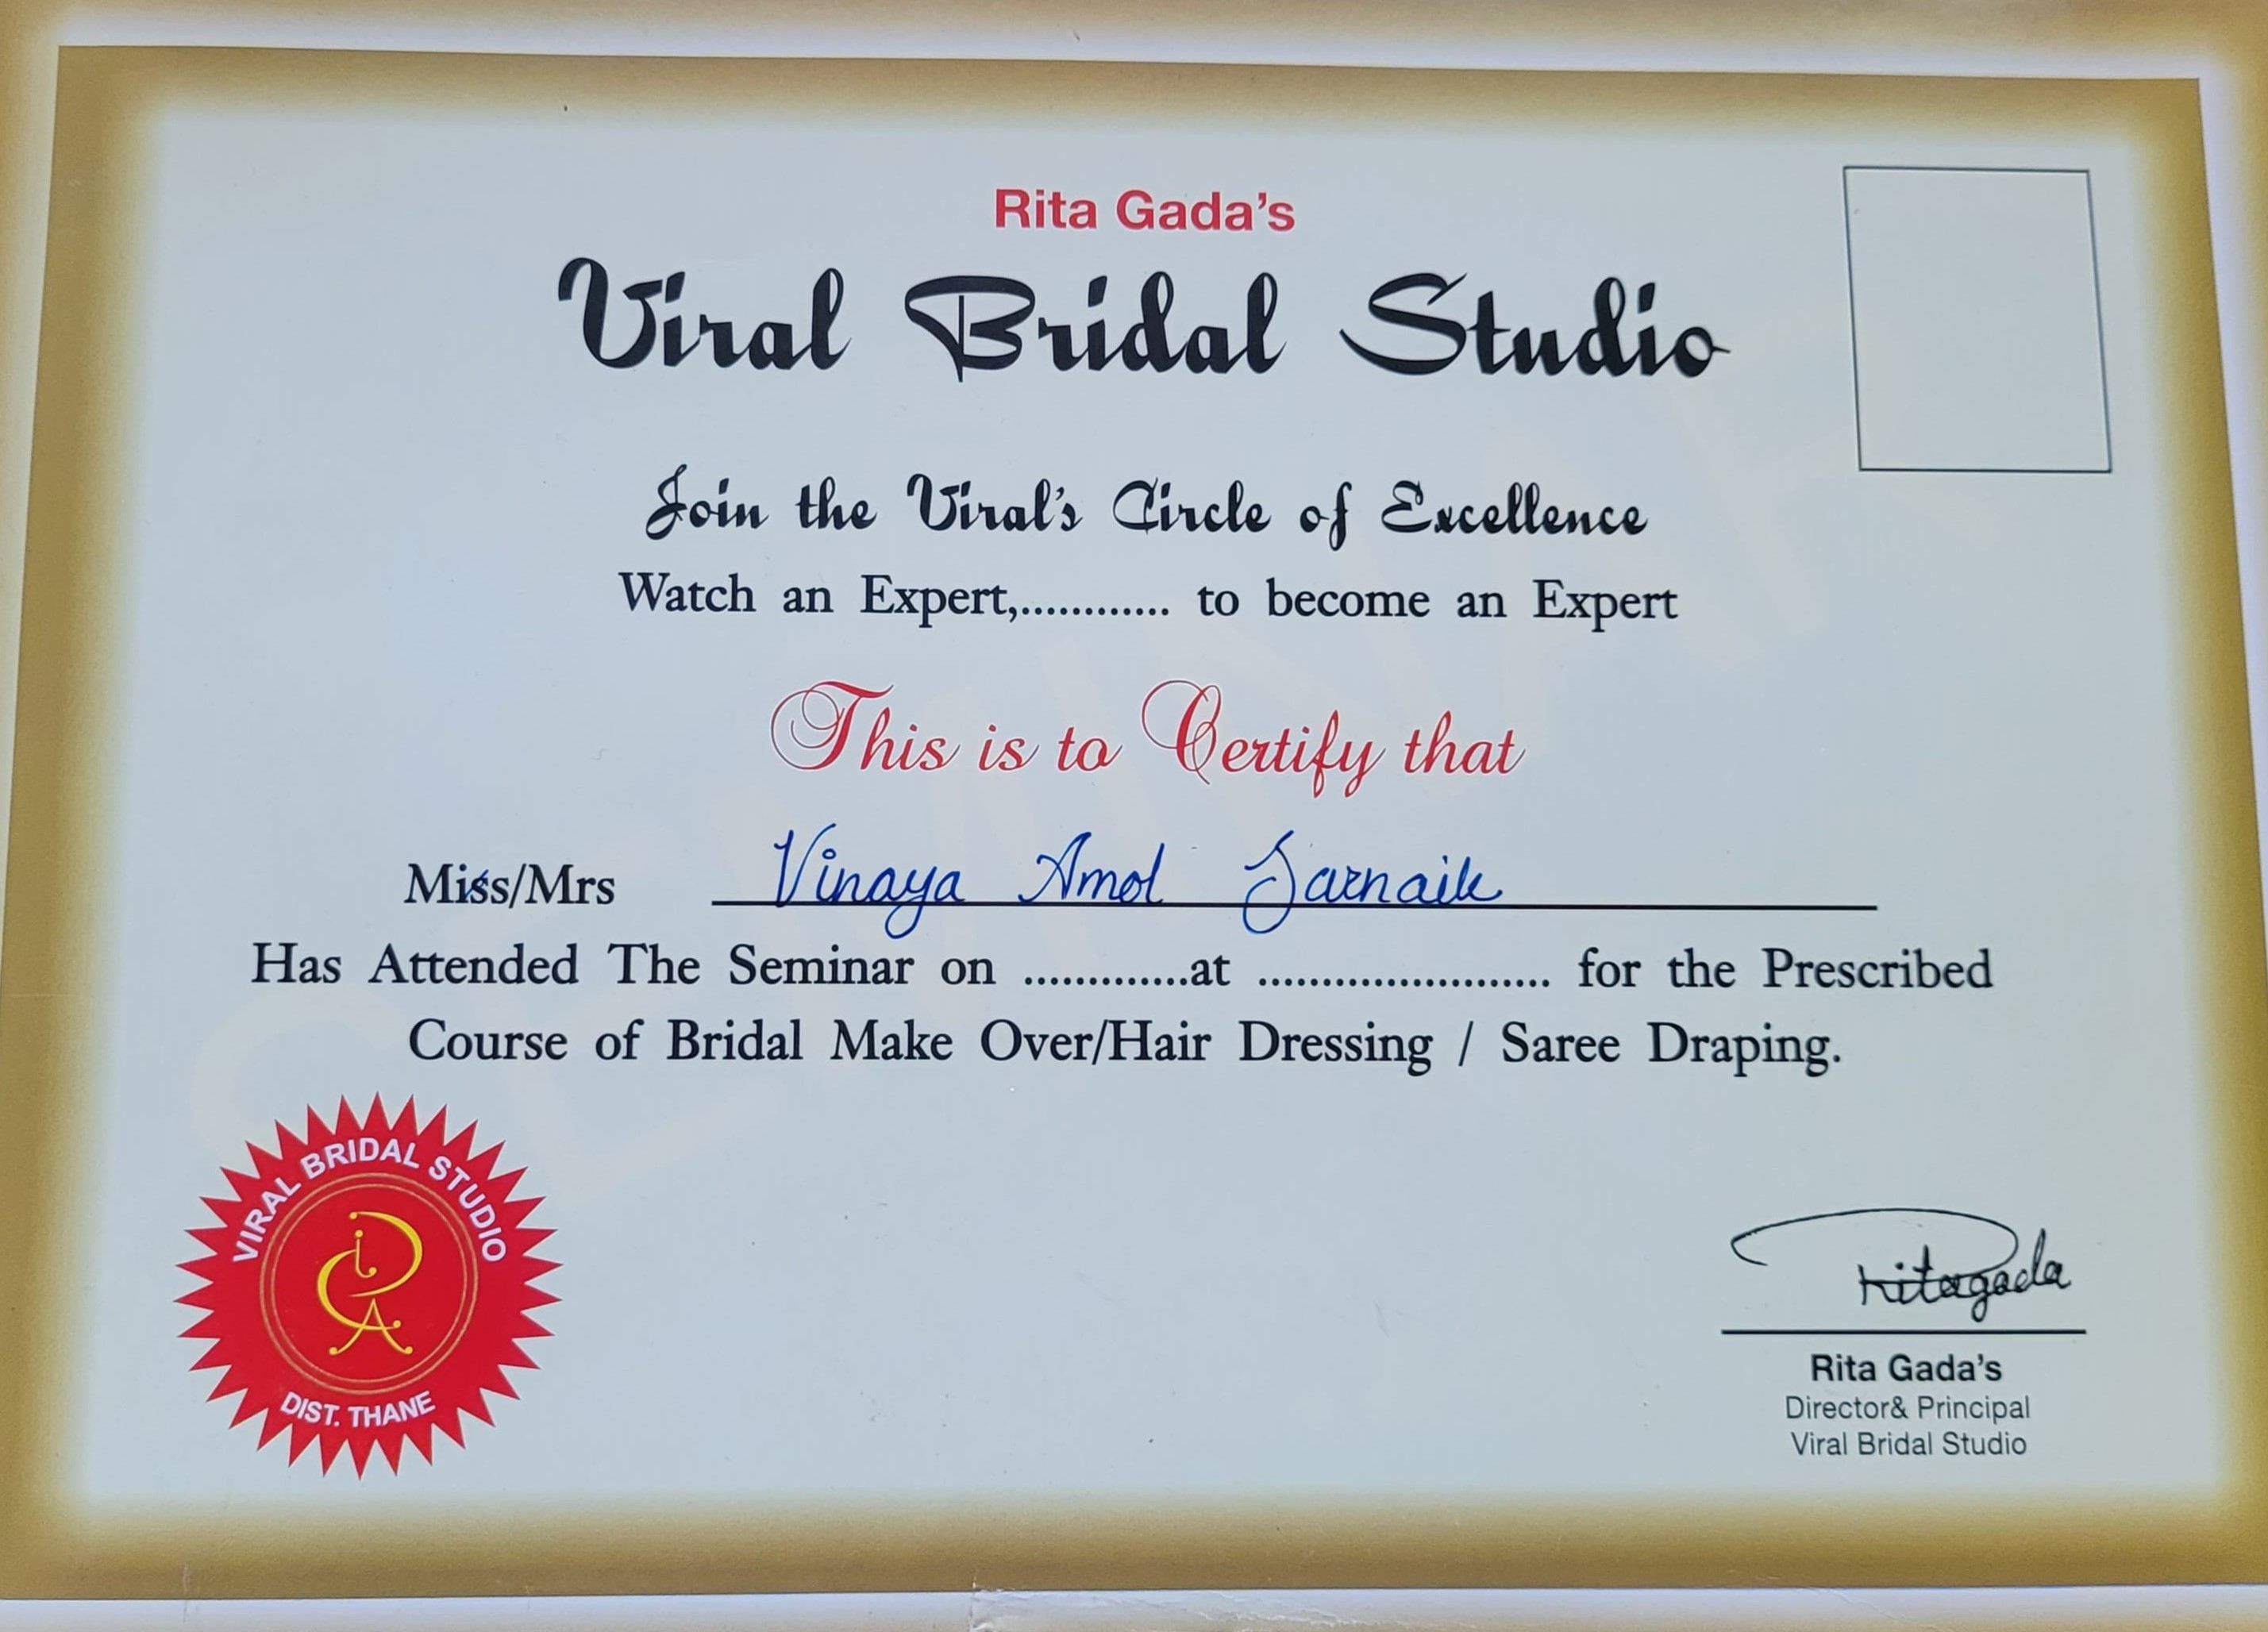 Rita Gada's
Viral Bridal Studio
Join the Viral's Circle of Excellence
Watch an Expert,............ to become an Expert
This is to Certify that
Miss/Mrs Vinaya Amol Sarnaik
Has Attended The Seminar on .............at ....................... for the Prescribed
Course of Bridal Make Over/Hair Dressing / Saree Draping.
VIRAL BRIDAL STUDIO
DIST. THANE
Ritagada
Rita Gada's
Director& Principal
Viral Bridal Studio
SEMINAR